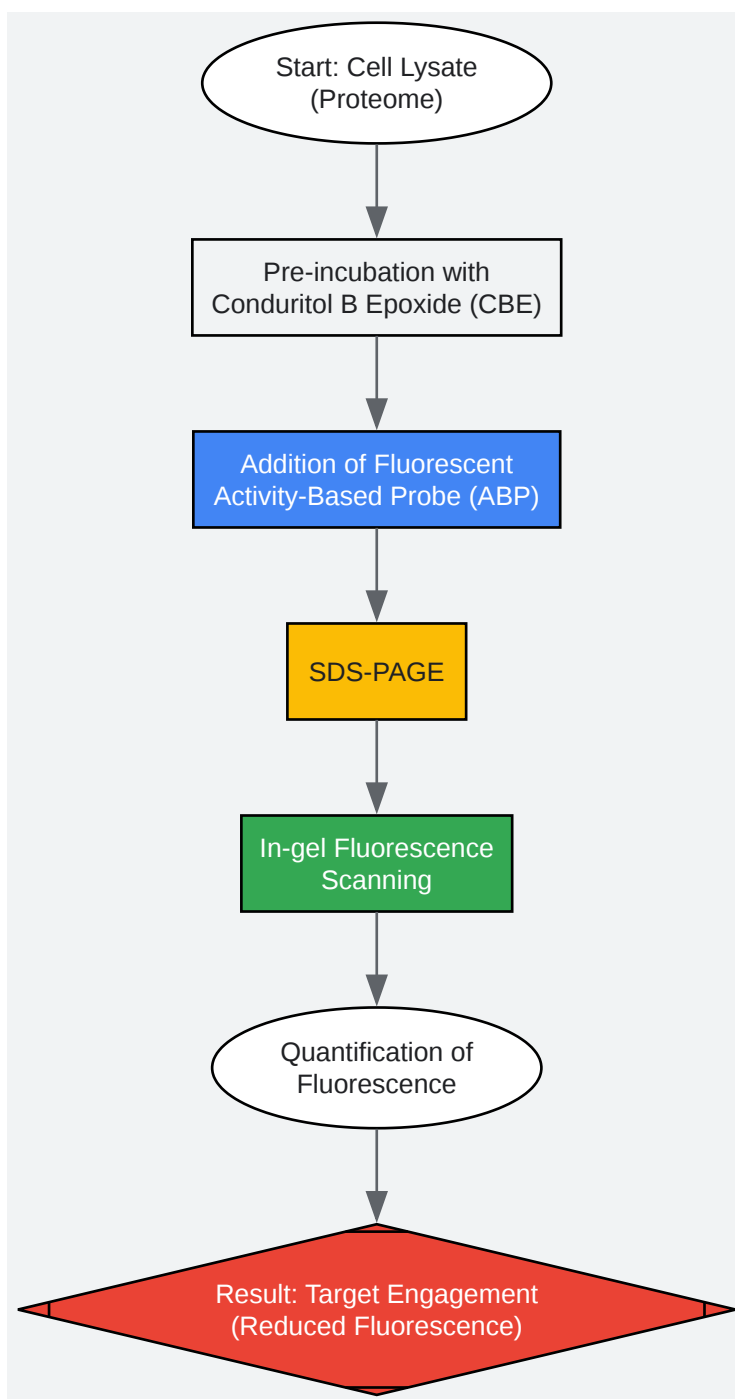 Start: Cell Lysate
(Proteome)
Pre-incubation with
Conduritol B Epoxide (CBE)
Addition of Fluorescent
Activity-Based Probe (ABP)
SDS-PAGE
In-gel Fluorescence
Scanning
Quantification of
Fluorescence
Result: Target Engagement
(Reduced Fluorescence)